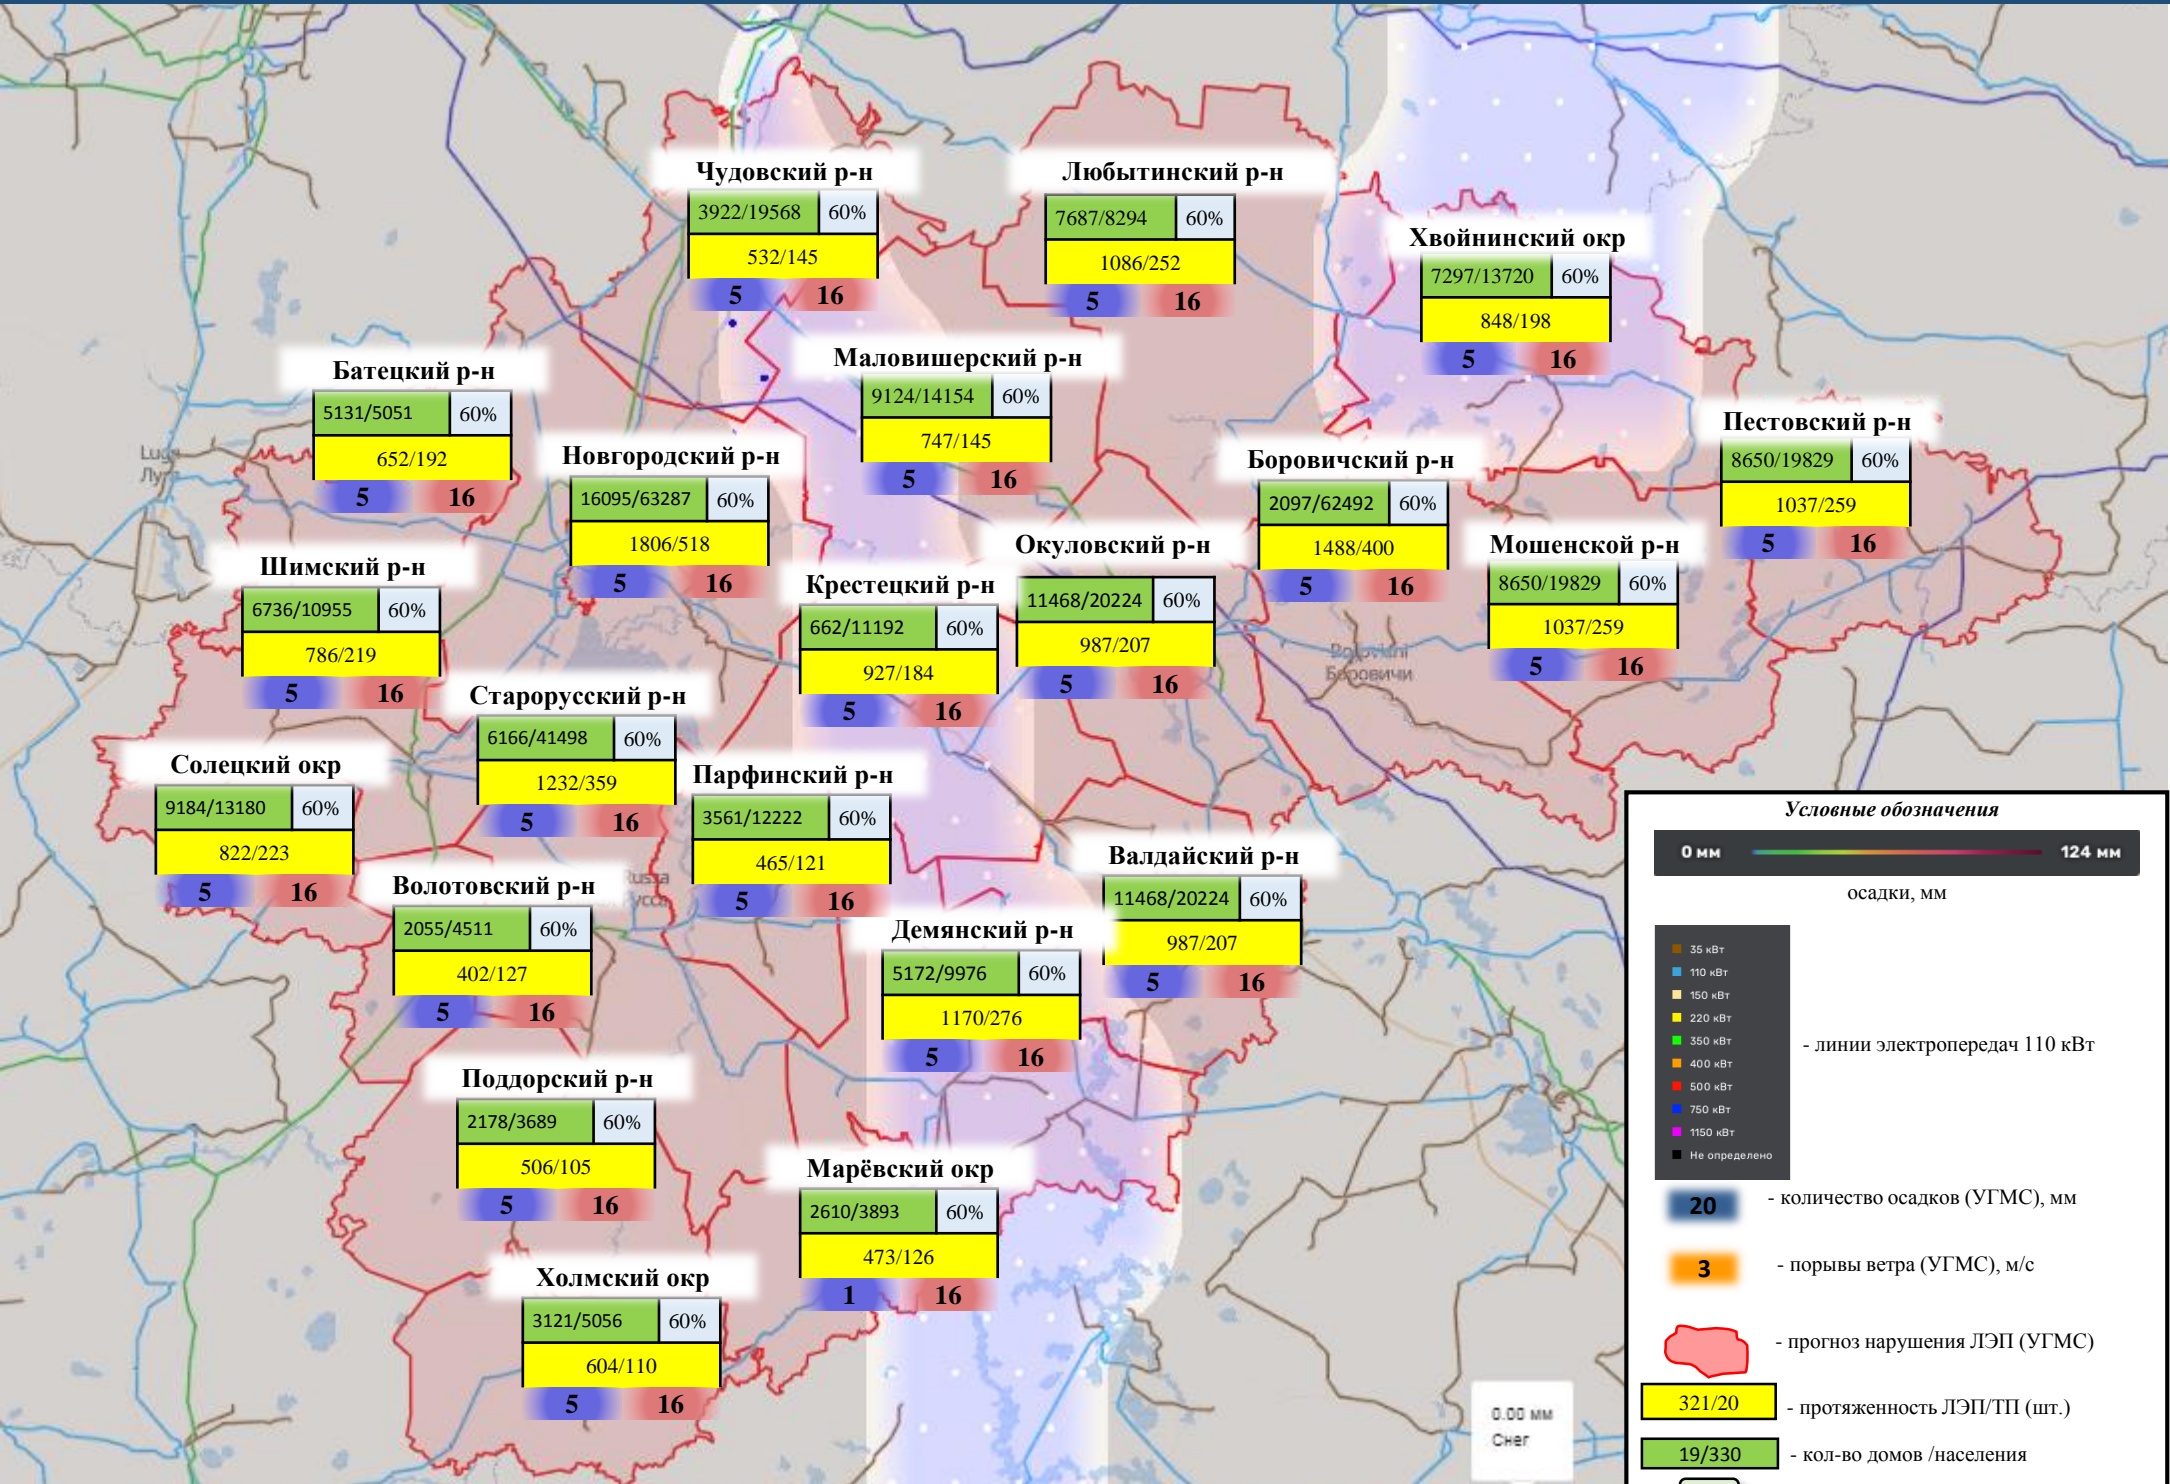 Чудовский р-н
3922/19568 60%
532/145
5 16
Любытинский р-н
7687/8294 60%
1086/252
5 16
Хвойнинский окр
7297/13720 60%
848/198
5 16
Батецкий р-н
5131/5051 60%
652/192
5 16
Маловишерский р-н
9124/14154 60%
747/145
5 16
Новгородский р-н
16095/63287 60%
1806/518
5 16
Боровичский р-н
2097/62492 60%
1488/400
5 16
Пестовский р-н
8650/19829 60%
1037/259
5 16
Шимский р-н
6736/10955 60%
786/219
5 16
Крестецкий р-н
662/11192 60%
927/184
5 16
Окуловский р-н
11468/20224 60%
987/207
5 16
Мошенской р-н
8650/19829 60%
1037/259
5 16
Боровичи
Старорусский р-н
6166/41498 60%
1232/359
5 16
Солецкий окр
9184/13180 60%
822/223
5 16
Парфинский р-н
3561/12222 60%
465/121
5 16
Волотовский р-н
2055/4511 60%
402/127
5 16
Russa
Валдайский р-н
11468/20224 60%
987/207
5 16
Демянский р-н
5172/9976 60%
1170/276
5 16
Поддорский р-н
2178/3689 60%
506/105
5 16
Марёвский окр
2610/3893 60%
473/126
1 16
Холмский окр
3121/5056 60%
604/110
5 16
0.00 мм
Снег
Условные обозначения
0 мм 124 мм
осадки, мм
35 кВт
110 кВт
150 кВт
220 кВт
350 кВт
400 кВт
500 кВт
750 кВт
1150 кВт
Не определено
- линии электропередач 110 кВт
20 - количество осадков (УГМС), мм
3 - порывы ветра (УГМС), м/с
- прогноз нарушения ЛЭП (УГМС)
321/20 - протяженность ЛЭП/ТП (шт.)
19/330 - кол-во домов /населения